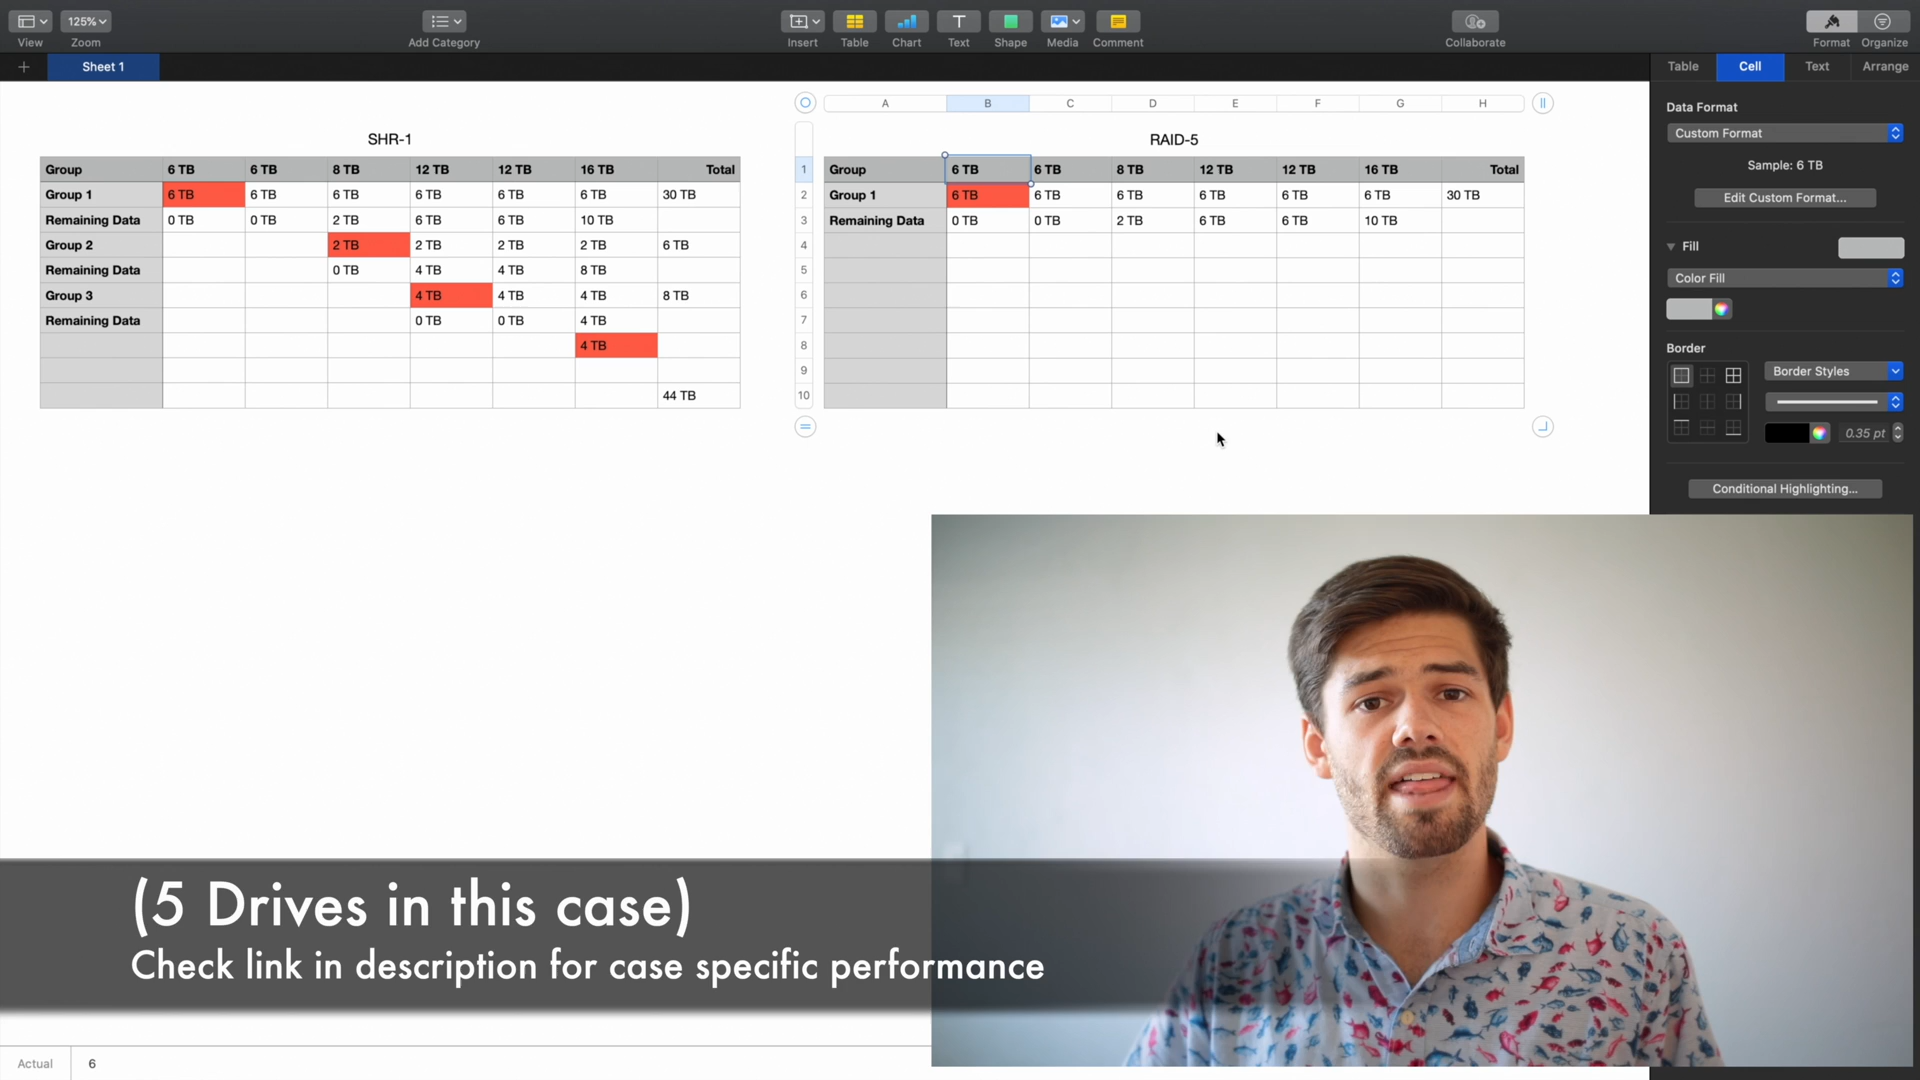 125%
View Zoom Add Category Insert Table Chart Text Shape Media Comment Collaborate Format Organize
Sheet 1
Table Cell Text Arrange
A B C D E F G H
SHR-1
Group 6 TB 6 TB 8 TB 12 TB 12 TB 16 TB Total
Group 1 6 TB 6 TB 6 TB 6 TB 6 TB 6 TB 30 TB
Remaining Data 0 TB 0 TB 2 TB 6 TB 6 TB 10 TB
Group 2 2 TB 2 TB 2 TB 2 TB 6 TB
Remaining Data 0 TB 4 TB 4 TB 8 TB
Group 3 4 TB 4 TB 4 TB 8 TB
Remaining Data 0 TB 0 TB 4 TB
4 TB
44 TB
RAID-5
1 Group 6 TB 6 TB 8 TB 12 TB 12 TB 16 TB Total
2 Group 1 6 TB 6 TB 6 TB 6 TB 6 TB 6 TB 30 TB
3 Remaining Data 0 TB 0 TB 2 TB 6 TB 6 TB 10 TB
4
5
6
7
8
9
10
Data Format
Custom Format
Sample: 6 TB
Edit Custom Format...
Fill
Color Fill
Border
Border Styles
0.35 pt
Conditional Highlighting...
(5 Drives in this case)
Check link in description for case specific performance
Actual 6